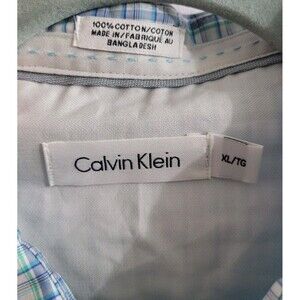 100% COTTON/COTON
MADE IN/FABRIQUÉ AU
BANGLADESH
Calvin Klein
XL/TG